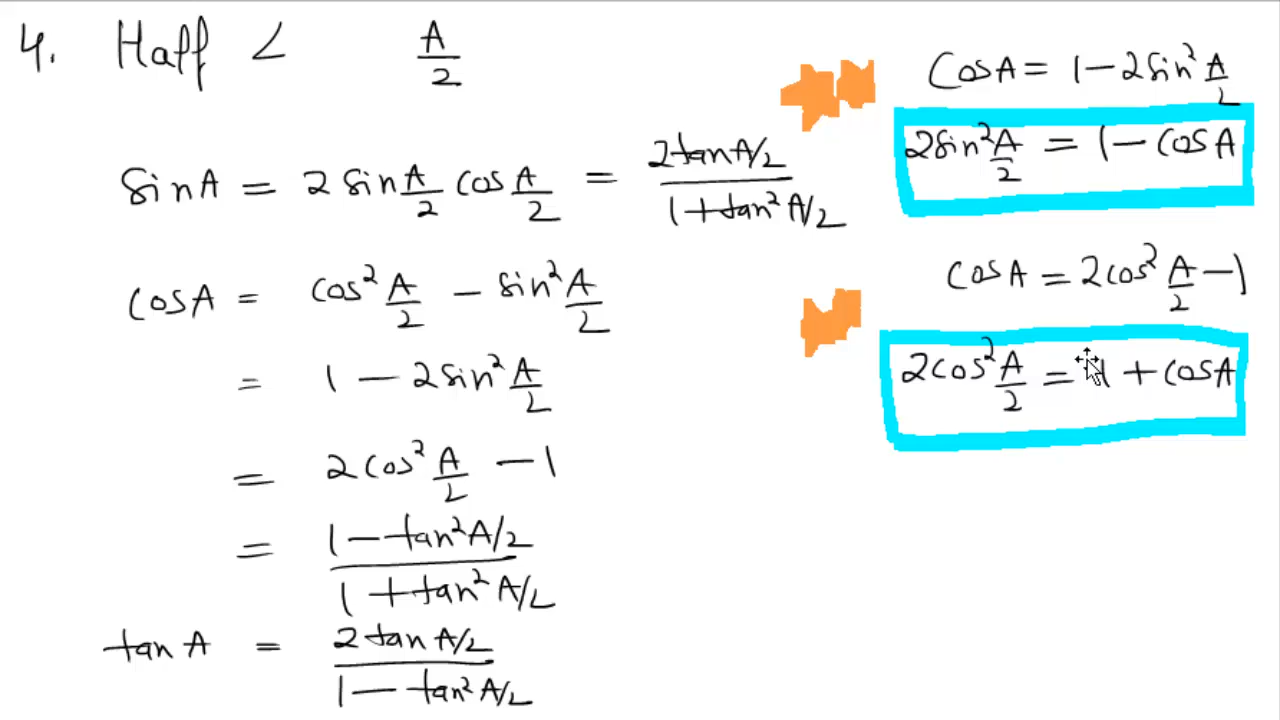 4. Haff < A/2
sinA = 2 sin A/2 cos A/2 = 2tanA/2 / 1+tan²A/2
cosA = cos² A/2 - sin² A/2
= 1 - 2sin² A/2
= 2cos² A/2 - 1
= 1 - tan²A/2 / 1 + tan²A/2
tanA = 2tanA/2 / 1 - tan²A/2
CosA = 1 - 2sin² A/2
2sin² A/2 = 1 - cosA
cosA = 2cos² A/2 - 1
2cos² A/2 = 1 + cosA